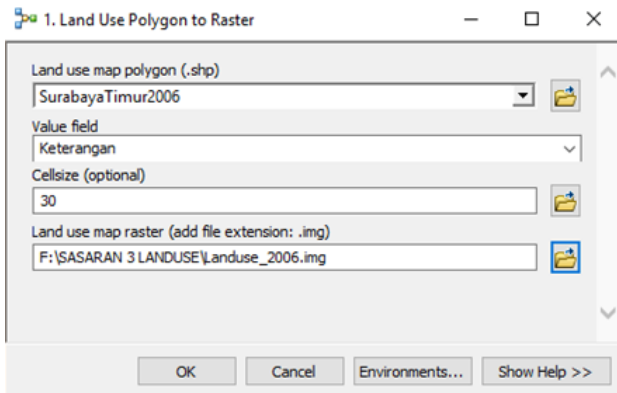 1. Land Use Polygon to Raster
Land use map polygon (.shp)
SurabayaTimur2006
Value field
Keterangan
Cellsize (optional)
30
Land use map raster (add file extension: .img)
F:\SASARAN 3 LANDUSE\Landuse_2006.img
OK Cancel Environments... Show Help >>